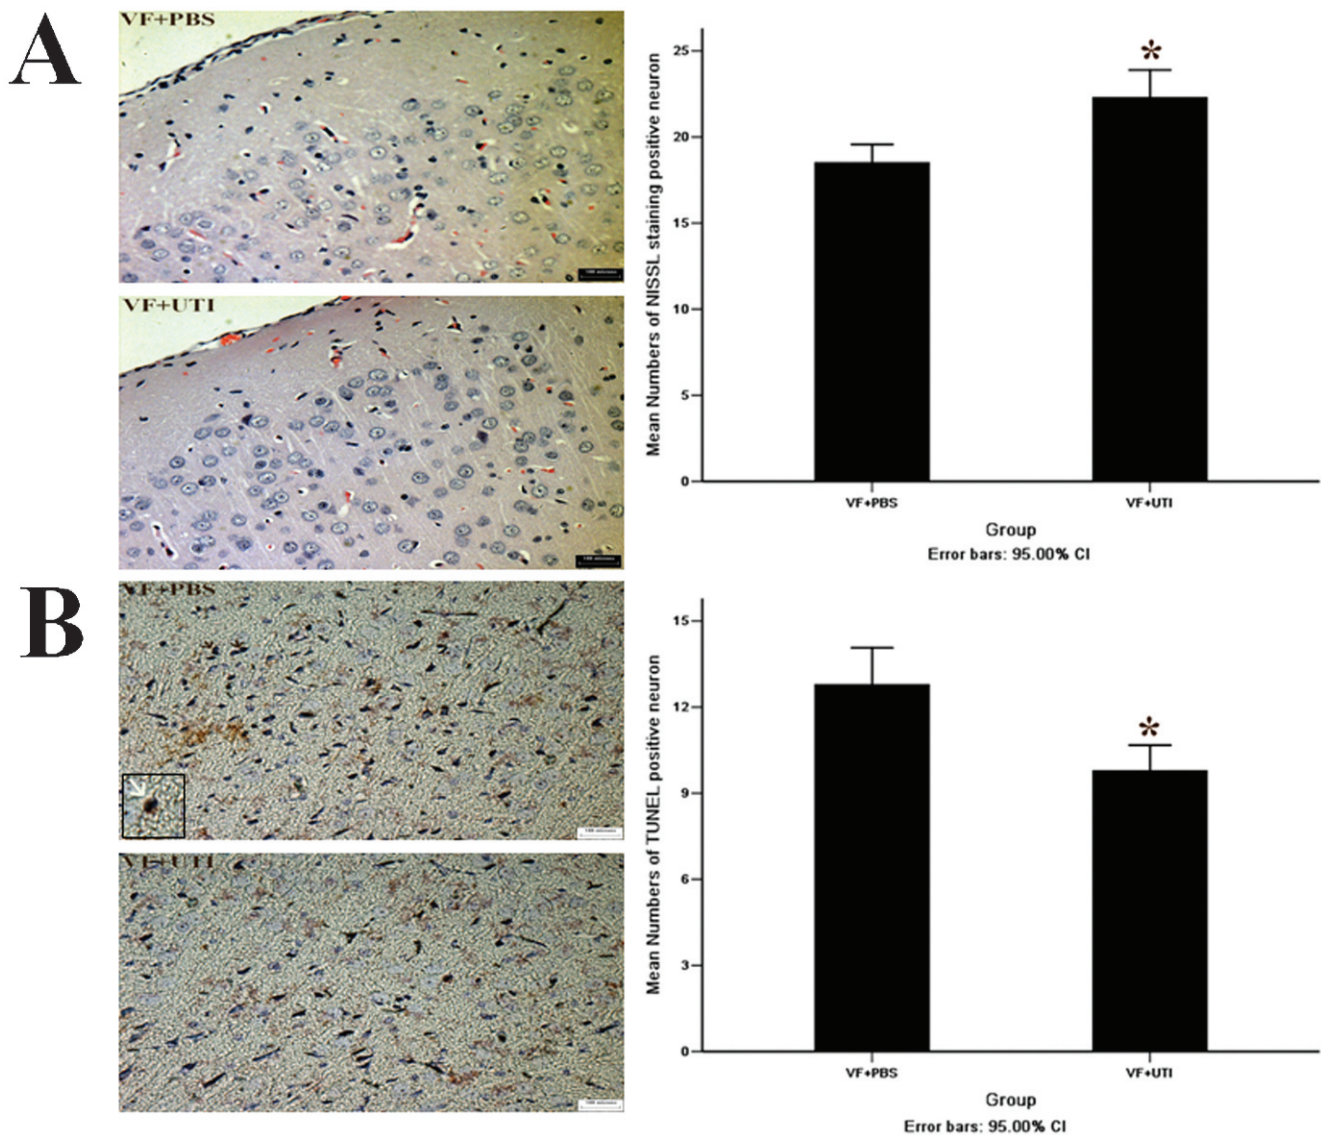 A
VF+PBS
VF+UTI
Mean Numbers of NISSL staining positive neuron
25
20
15
10
5
0
VF+PBS
VF+UTI
*
Group
Error bars: 95.00% CI
B
VF+PBS
VF+UTI
Mean Numbers of TUNEL positive neuron
15
12
9
6
3
0
VF+PBS
VF+UTI
*
Group
Error bars: 95.00% CI